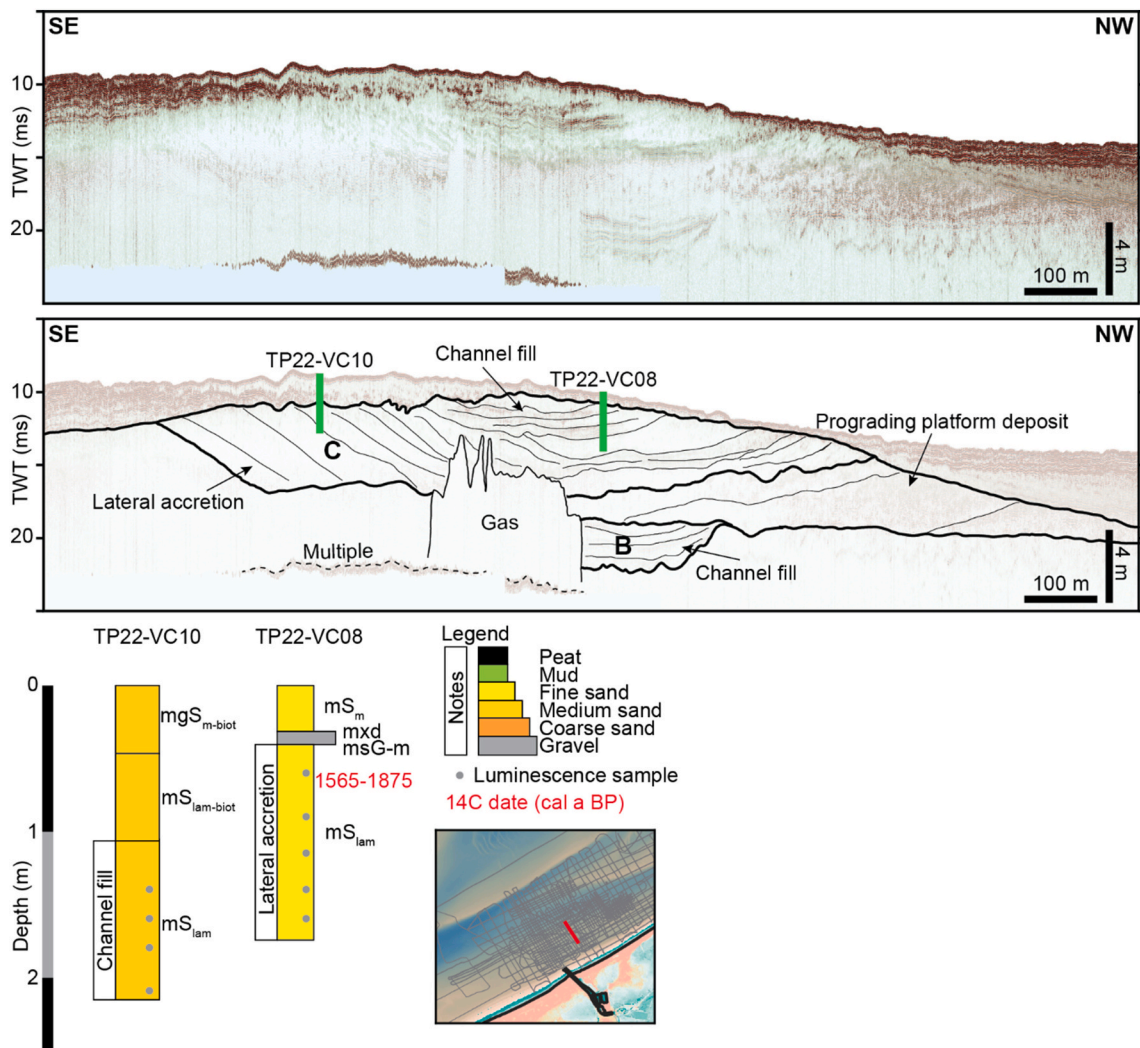 SE
NW
10
TWT (ms)
20
4 m
100 m
SE
NW
TP22-VC10
Channel fill
TP22-VC08
10
Prograding platform deposit
TWT (ms)
C
Lateral accretion
Gas
20
B
Multiple
Channel fill
4 m
100 m
TP22-VC10
TP22-VC08
Legend
0
Peat
Mud
Fine sand
Medium sand
Coarse sand
Gravel
Notes
mgSm-biot
mSm
mxd
msG-m
Luminescence sample
1565-1875
14C date (cal a BP)
mSlam-biot
mSlam
Lateral accretion
1
Depth (m)
Channel fill
mSlam
2